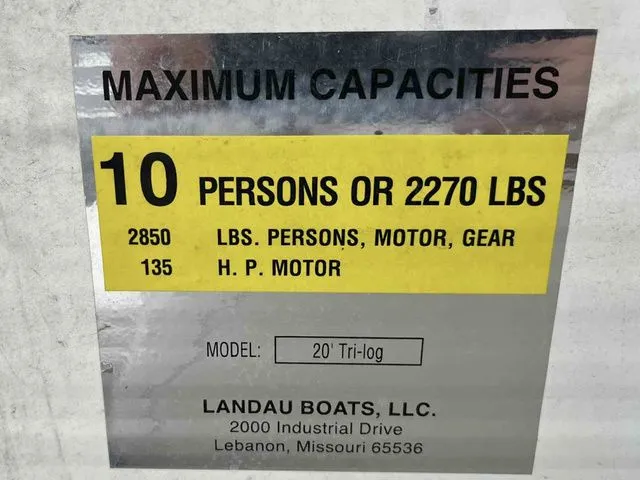 MAXIMUM CAPACITIES
10 PERSONS OR 2270 LBS
2850 LBS. PERSONS, MOTOR, GEAR
135 H. P. MOTOR
MODEL: 20' Tri-log
LANDAU BOATS, LLC.
2000 Industrial Drive
Lebanon, Missouri 65536